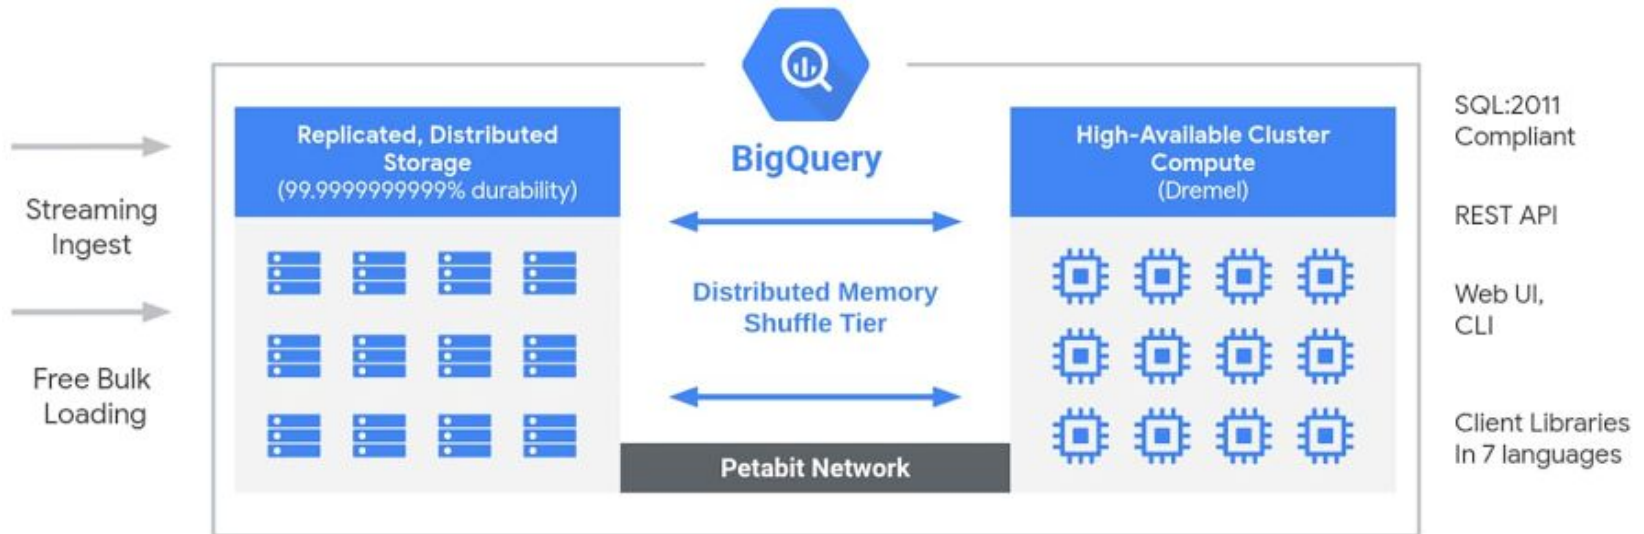 Streaming
Ingest
Free Bulk
Loading
Replicated, Distributed
Storage
(99.9999999999% durability)
BigQuery
Distributed Memory
Shuffle Tier
Petabit Network
High-Available Cluster
Compute
(Dremel)
SQL:2011
Compliant
REST API
Web UI,
CLI
Client Libraries
In 7 languages